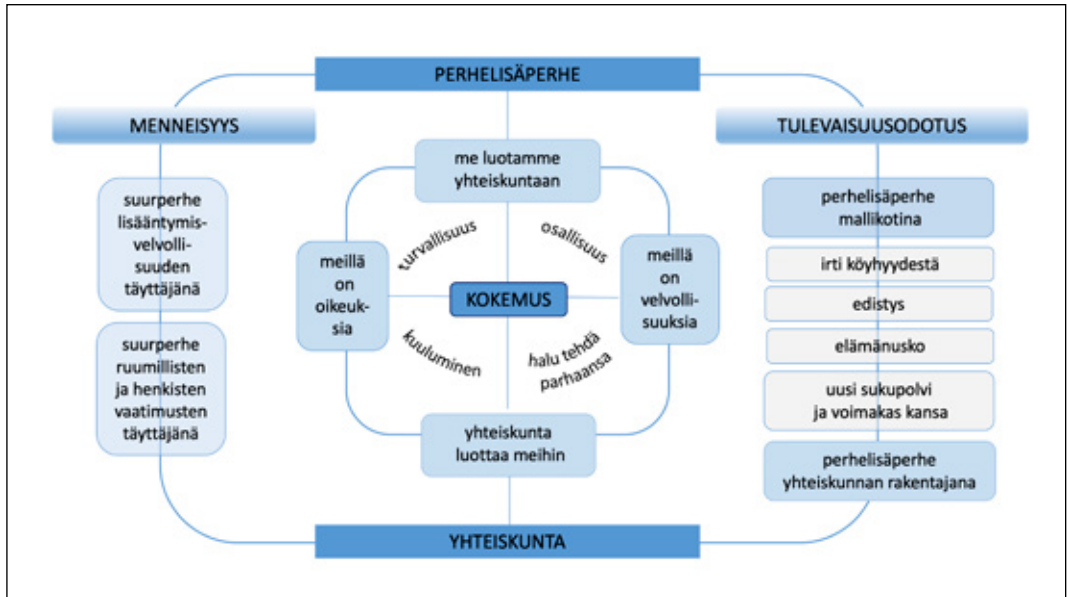 PERHELISÄPERHE
MENNEISYYS
suurperhe
lisääntymis-
velvolli-
suuden
täyttäjänä
suurperhe
ruumillisten
ja henkisten
vaatimusten
täyttäjänä
me luotamme
yhteiskuntaan
turvallisuus
osallisuus
meillä
on
oikeuk-
sia
KOKEMUS
meillä
on
velvolli-
suuksia
kuuluminen
halu tehdä
parhaansa
yhteiskunta
luottaa meihin
TULEVAISUUSODOTUS
perhelisäperhe
mallikotina
irti köyhyydestä
edistys
elämänusko
uusi sukupolvi
ja voimakas kansa
perhelisäperhe
yhteiskunnan rakentajana
YHTEISKUNTA